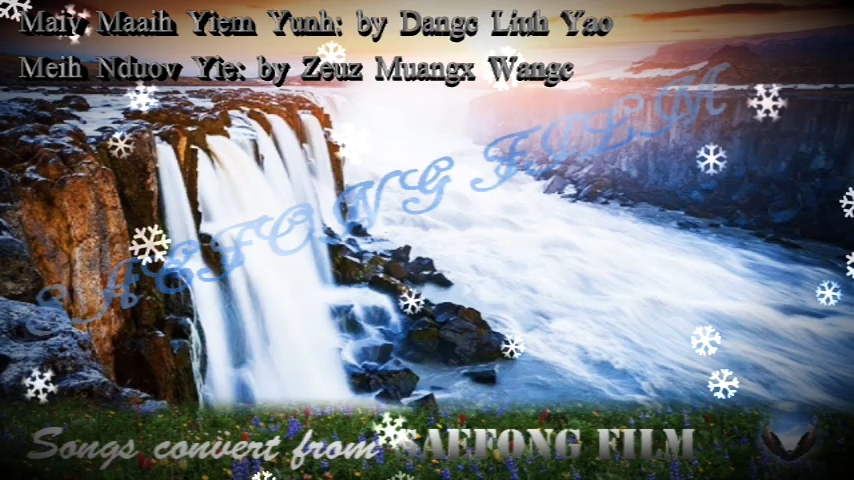 Maiv Maaih Yiem Yunh: by Dangc Liuh Yao
Meih Nduov Yie: by Zeuz Muangx Wangc
SAEFONG FILM
Songs convert from SAEFONG FILM